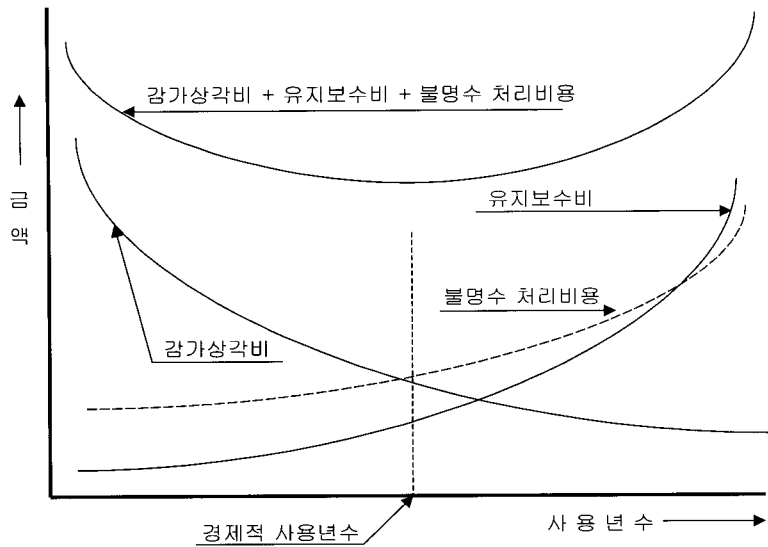 감가상각비 + 유지보수비 + 불명수 처리비용
금
액
유지보수비
불명수 처리비용
감가상각비
경제적 사용년수
사 용 년 수